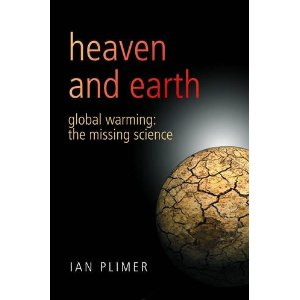 heaven
and earth
global warming:
the missing science
IAN PLIMER